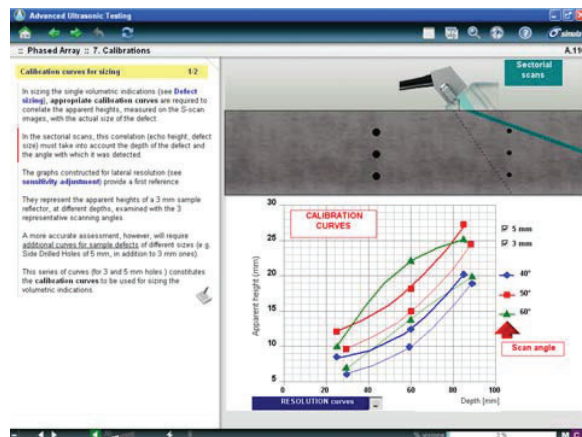 Advanced Ultrasonic Testing
:: Phased Array :: 7. Calibrations
A.11
Calibration curves for sizing 1/2
In sizing the single volumetric indications (see Defect
sizing), appropriate calibration curves are required to
correlate the apparent heights, measured on the S-scan
images, with the actual size of the defect.
In the sectorial scans, this correlation (echo height, defect
size) must take into account the depth of the defect and
the angle with which it was detected.
The graphs constructed for lateral resolution (see
sensitivity adjustment) provide a first reference.
They represent the apparent heights of a 3 mm sample
reflector, at different depths, examined with the 3
representative scanning angles.
A more accurate assessment, however, will require
additional curves for sample defects of different sizes (e.g.
Side Drilled Holes of 5 mm, in addition to 3 mm ones).
This series of curves (for 3 and 5 mm holes ) constitutes
the calibration curves to be used for sizing the
volumetric indications.
Sectorial
scans
CALIBRATION
CURVES
Apparent height (mm)
30
25
20
15
10
5
0 20 40 60 80 100
Depth [mm]
5 mm
3 mm
40°
50°
60°
Scan angle
RESOLUTION curves